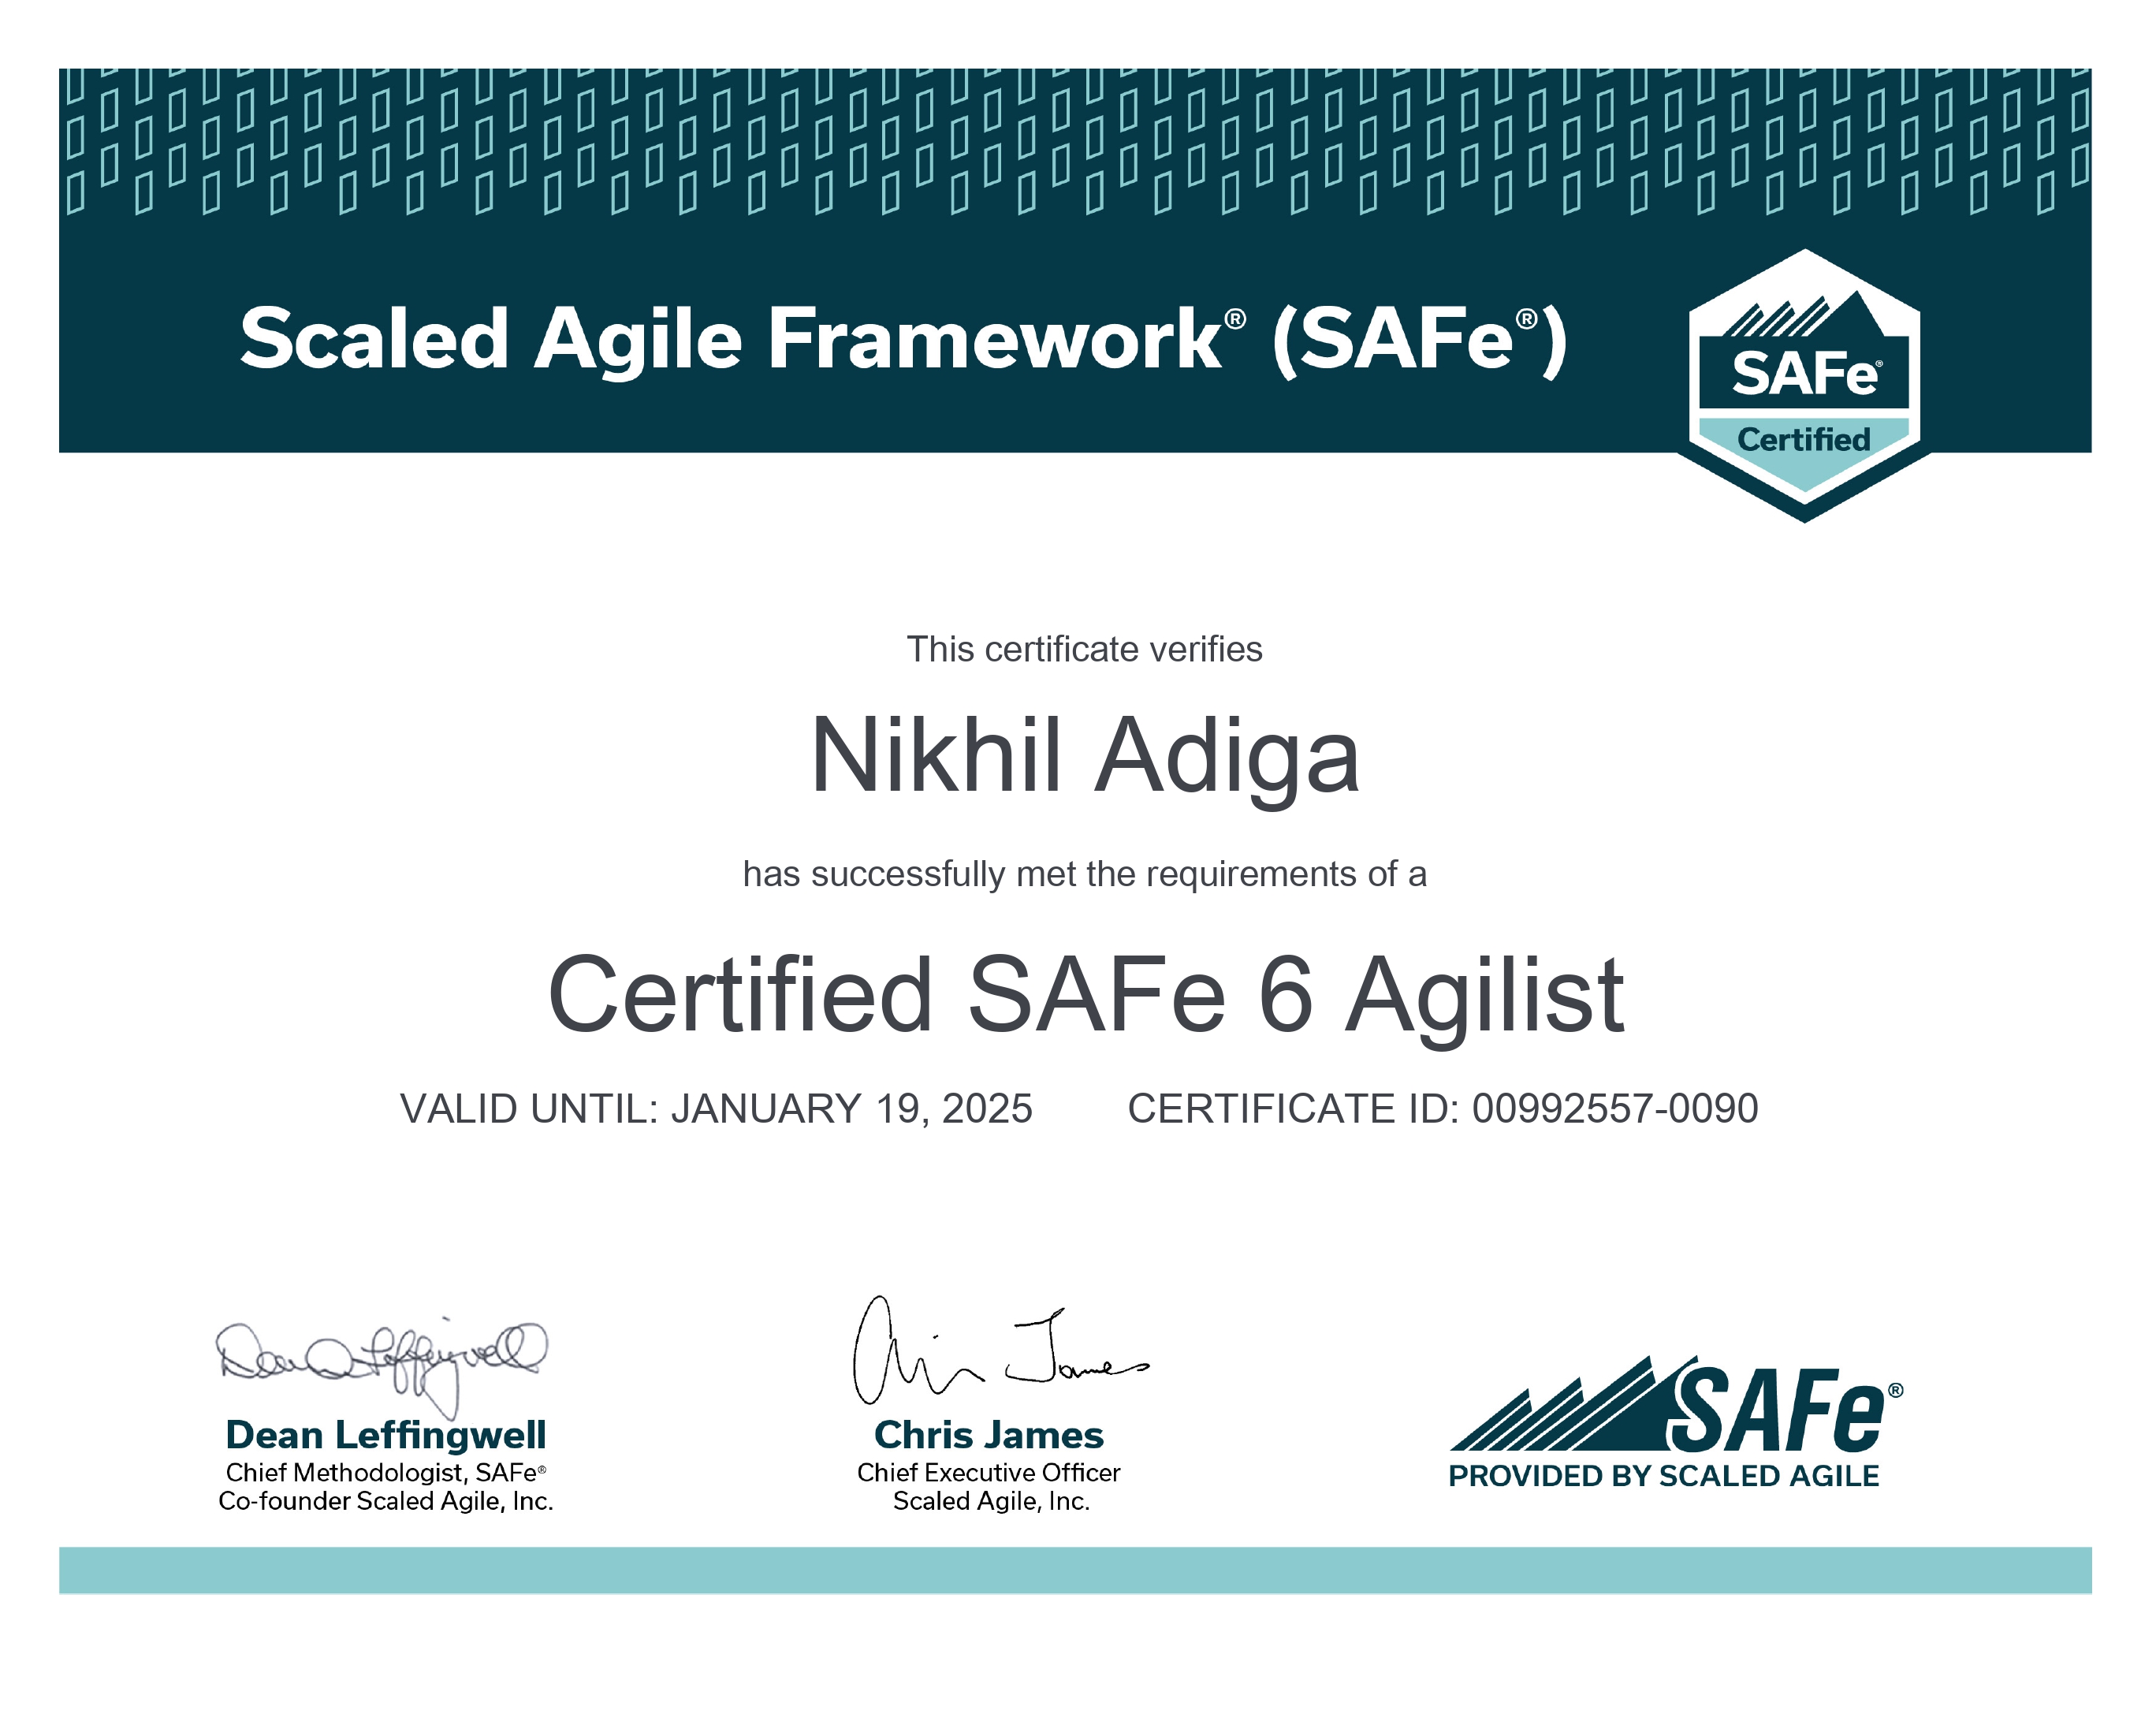 Scaled Agile Framework® (SAFe®)
SAFe®
Certified
This certificate verifies
Nikhil Adiga
has successfully met the requirements of a
Certified SAFe 6 Agilist
VALID UNTIL: JANUARY 19, 2025 CERTIFICATE ID: 00992557-0090
Dean Leffingwell
Chris James
Dean Leffingwell
Chief Methodologist, SAFe®
Co-founder Scaled Agile, Inc.
Chris James
Chief Executive Officer
Scaled Agile, Inc.
SAFe®
PROVIDED BY SCALED AGILE